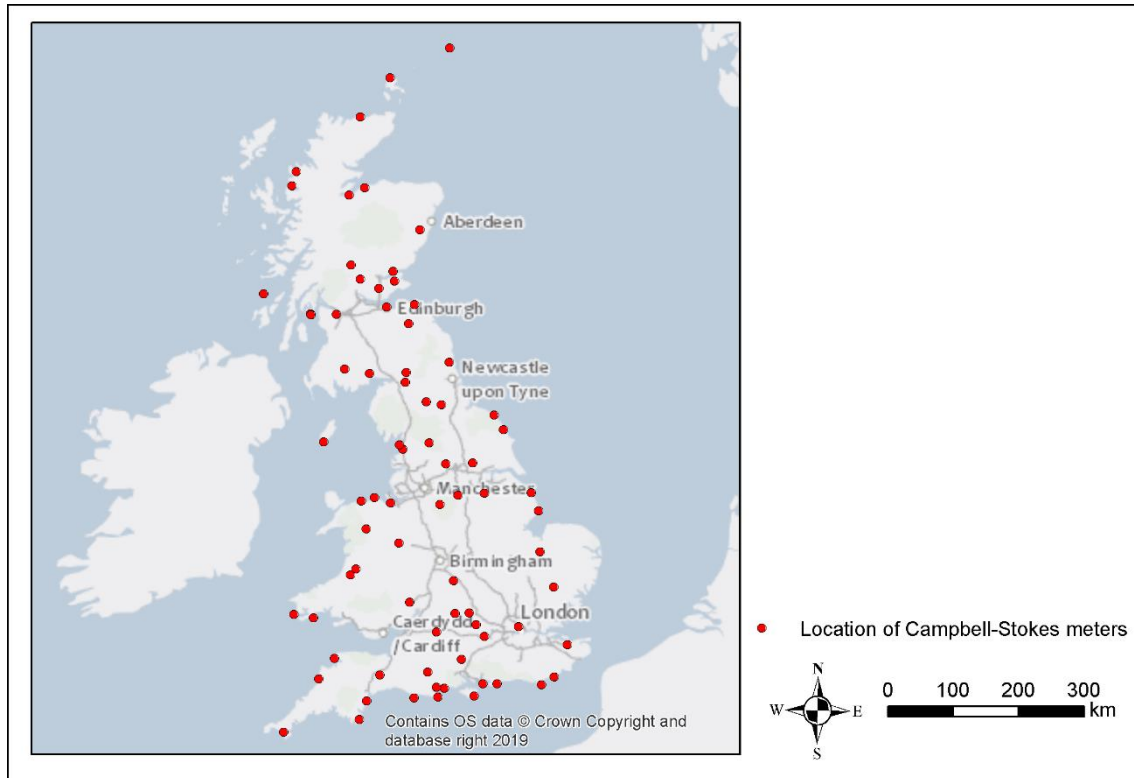 Aberdeen
Edinburgh
Newcastle
upon Tyne
Manchester
Birmingham
London
Caerdydd
/Cardiff
Contains OS data © Crown Copyright and
database right 2019
Location of Campbell-Stokes meters
N
W E
S
0 100 200 300
km